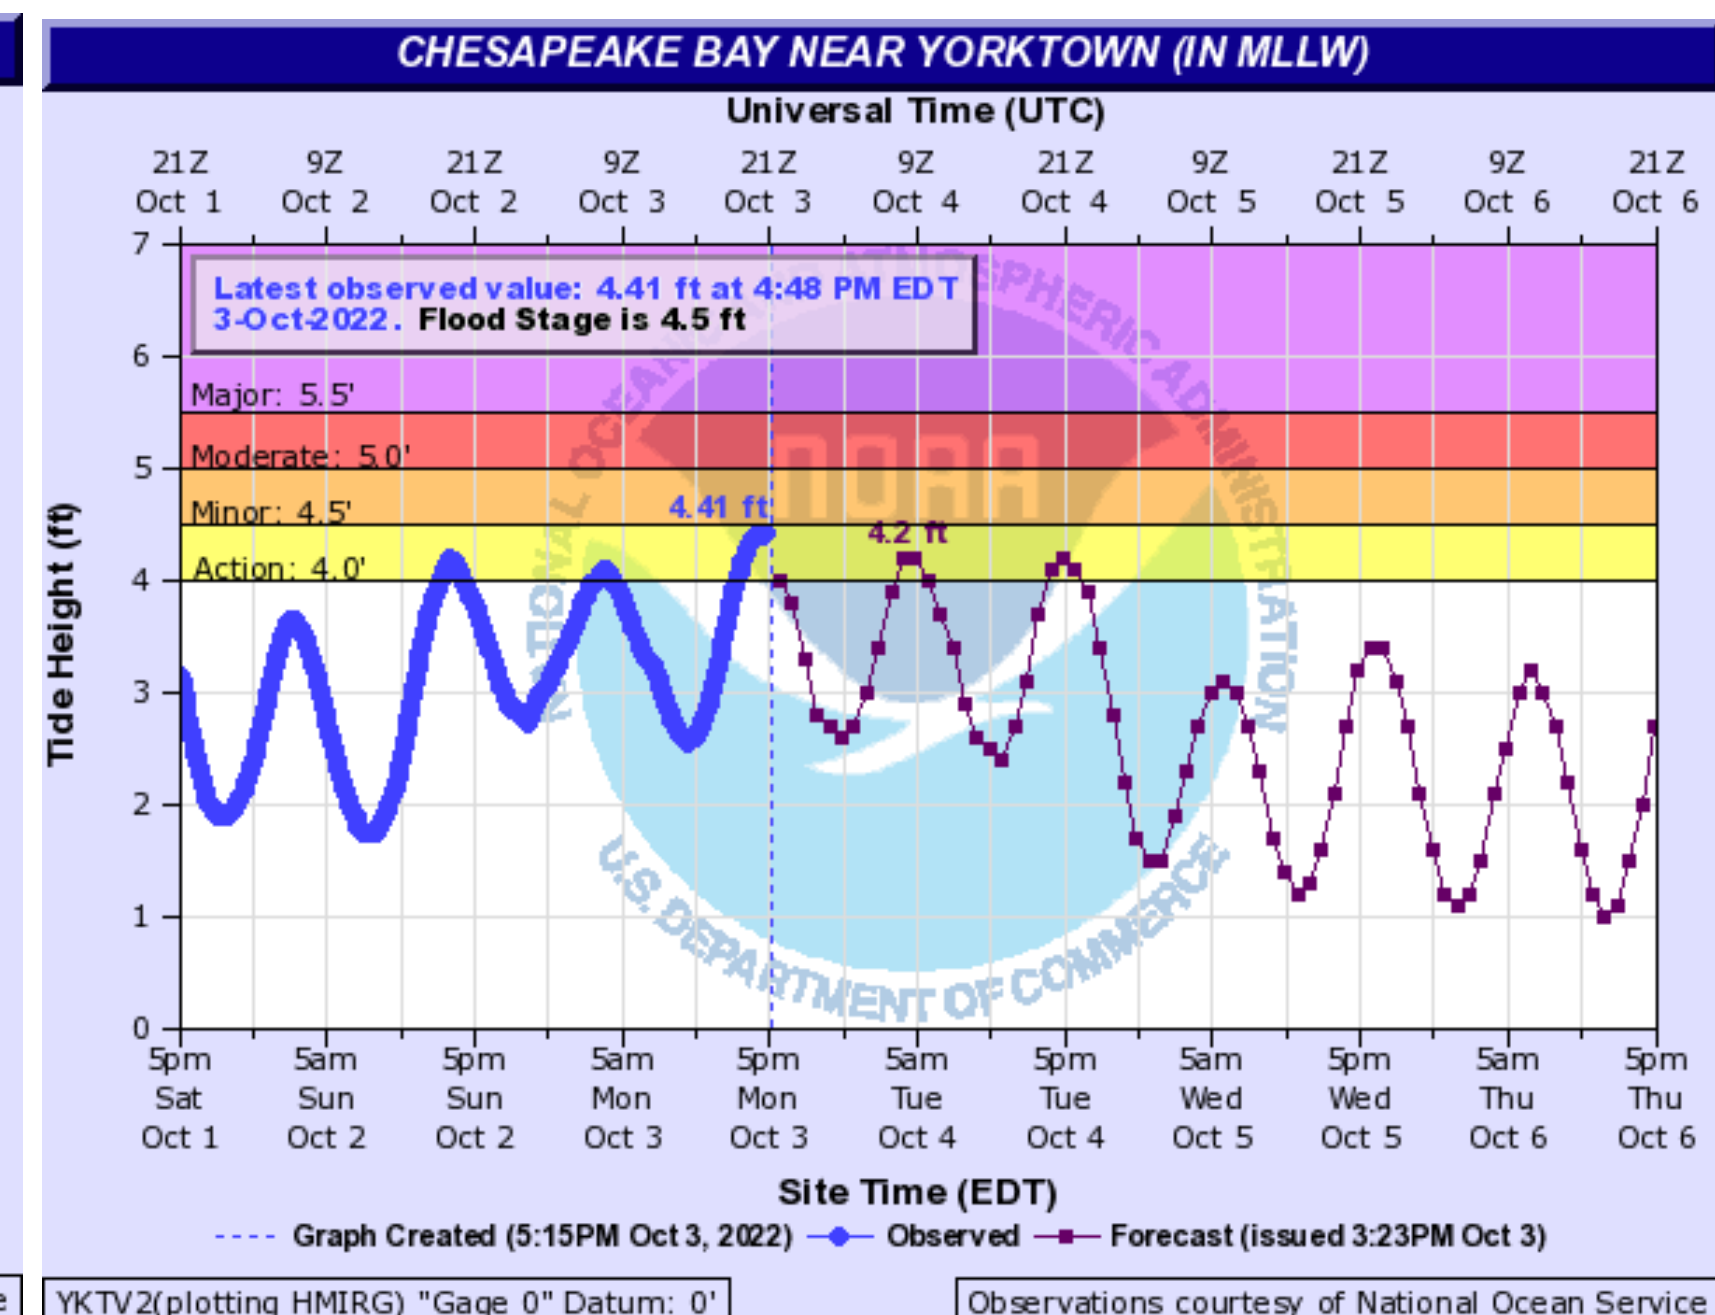 CHESAPEAKE BAY NEAR YORKTOWN (IN MLLW)
Universal Time (UTC)
21Z 9Z 21Z 9Z 21Z 9Z 21Z 9Z 21Z 9Z 21Z
Oct 1 Oct 2 Oct 2 Oct 3 Oct 3 Oct 4 Oct 4 Oct 5 Oct 5 Oct 6 Oct 6
7
Latest observed value: 4.41 ft at 4:48 PM EDT
3-Oct-2022. Flood Stage is 4.5 ft
6
Major: 5.5'
Moderate: 5.0'
5
Minor: 4.5'
4.41 ft
4.2 ft
Action: 4.0'
4
3
2
1
0
Tide Height (ft)
NATIONAL OCEANIC AND ATMOSPHERIC ADMINISTRATION
NOAA
U.S. DEPARTMENT OF COMMERCE
5pm 5am 5pm 5am 5pm 5am 5pm 5am 5pm 5am 5pm
Sat Sun Sun Mon Mon Tue Tue Wed Wed Thu Thu
Oct 1 Oct 2 Oct 2 Oct 3 Oct 3 Oct 4 Oct 4 Oct 5 Oct 5 Oct 6 Oct 6
Site Time (EDT)
Graph Created (5:15PM Oct 3, 2022) Observed Forecast (issued 3:23PM Oct 3)
e
YKTV2(plotting HMIRG) "Gage 0" Datum: 0'
Observations courtesy of National Ocean Service